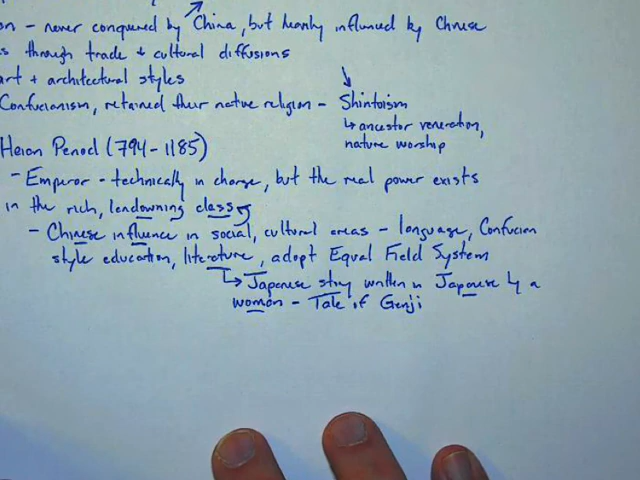 on - never conquered by China, but heavily influenced by Chinese
s through trade + cultural diffusions
art + architectural styles
Confucianism, retained their native religion - Shintoism
↳ ancestor veneration,
nature worship
Heian Period (794-1185)
- Emperor - technically in charge, but the real power exists
in the rich, landowning class
- Chinese influence in social, cultural areas - language, Confucian
style education, literature, adopt Equal Field System
↳ Japanese story written in Japanese by a
woman - Tale of Genji